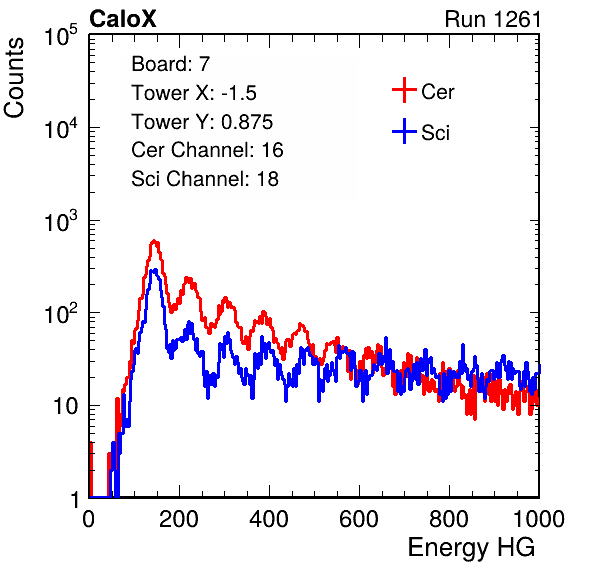 CaloX Run 1261
Counts
10^5
10^4
10^3
10^2
10
1
Board: 7
Tower X: -1.5
Tower Y: 0.875
Cer Channel: 16
Sci Channel: 18
Cer
Sci
0 200 400 600 800 1000
Energy HG